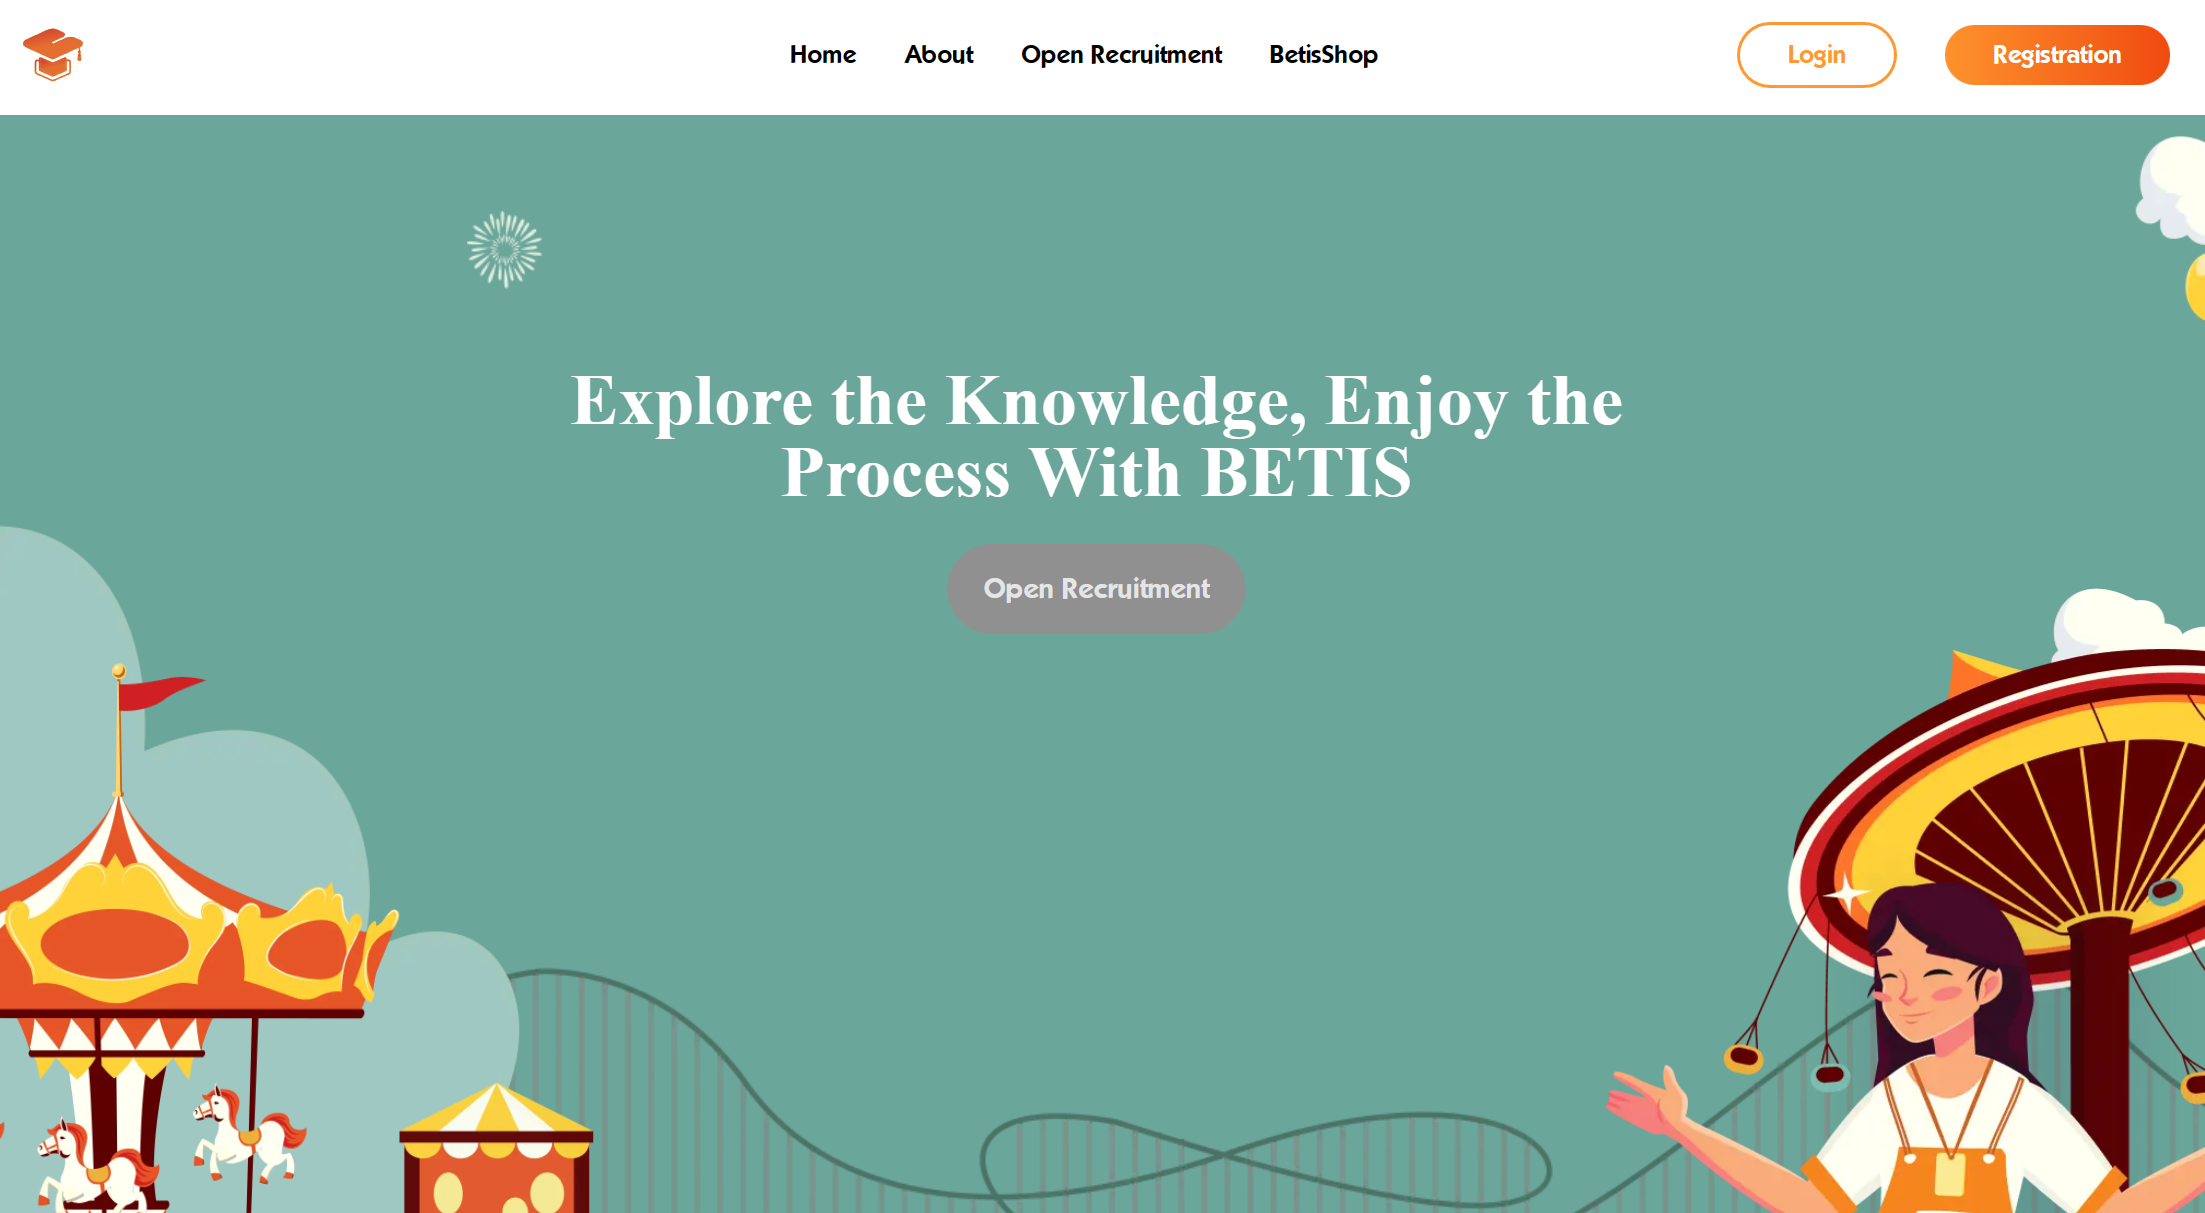 Home
About
Open Recruitment
BetisShop
Login
Registration
Explore the Knowledge, Enjoy the
Process With BETIS
Open Recruitment